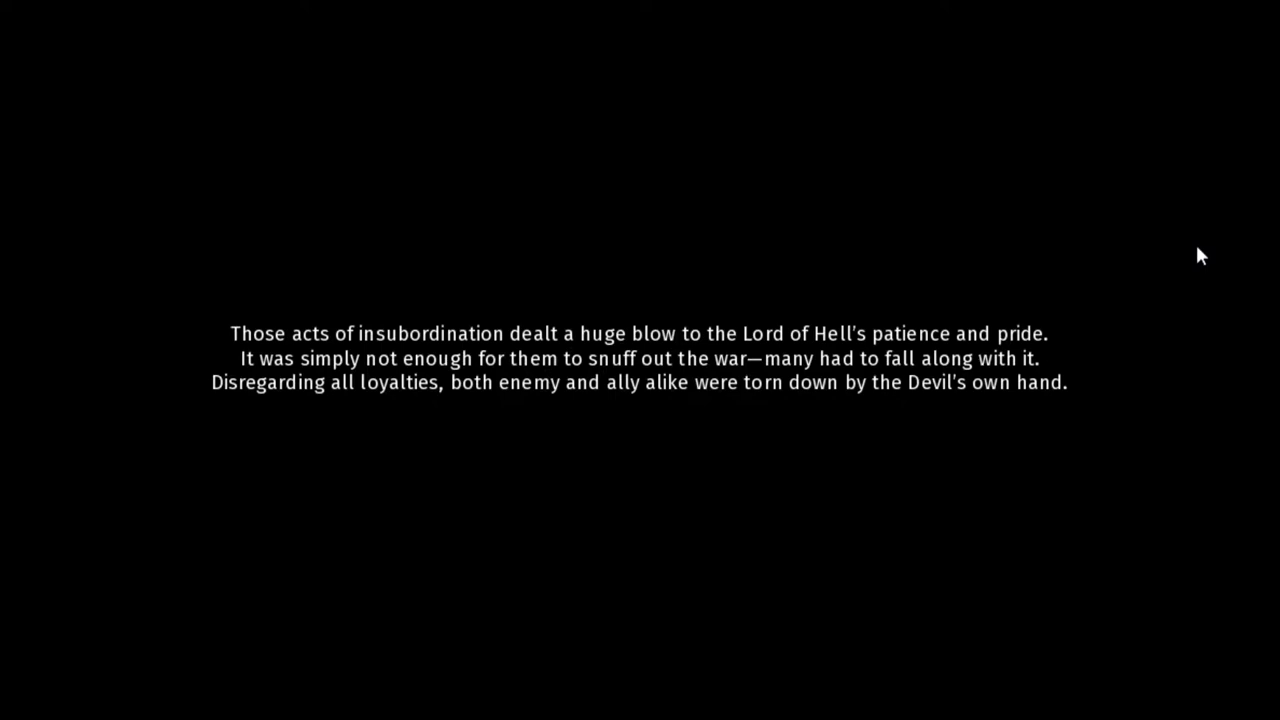 Those acts of insubordination dealt a huge blow to the Lord of Hell's patience and pride.
It was simply not enough for them to snuff out the war—many had to fall along with it.
Disregarding all loyalties, both enemy and ally alike were torn down by the Devil's own hand.